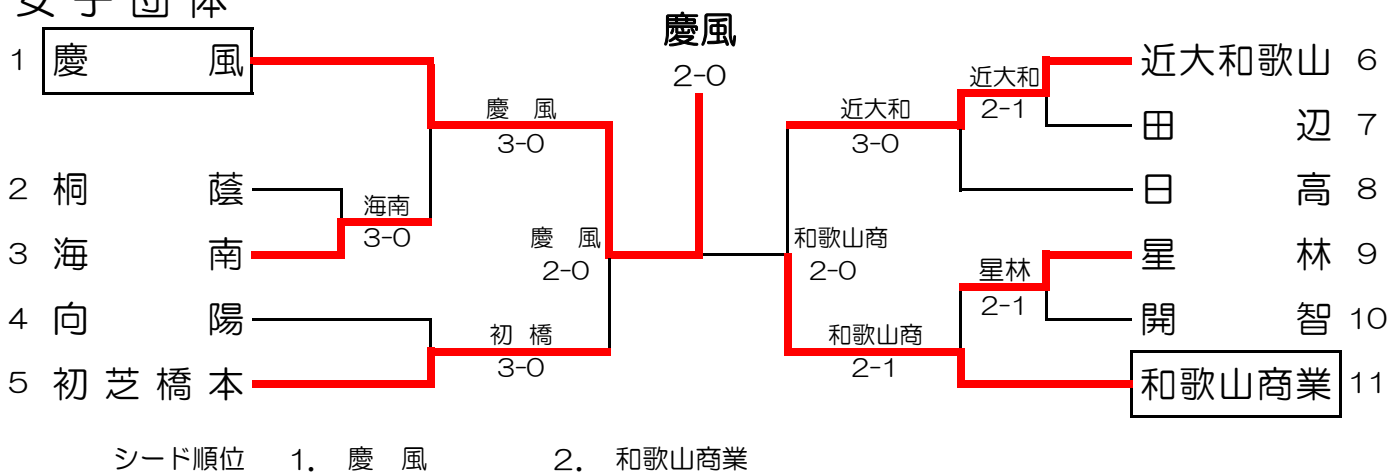 女子団体
慶風
2-0
1 慶風
近大和歌山 6
近大和
2-1
慶風
3-0
近大和
3-0
田辺 7
2 桐蔭
日高 8
海南
3-0
3 海南
慶風
2-0
和歌山商
2-0
星林 9
星林
2-1
4 向陽
開智 10
初橋
3-0
和歌山商
2-1
5 初芝橋本
和歌山商業 11
シード順位 1. 慶風 2. 和歌山商業